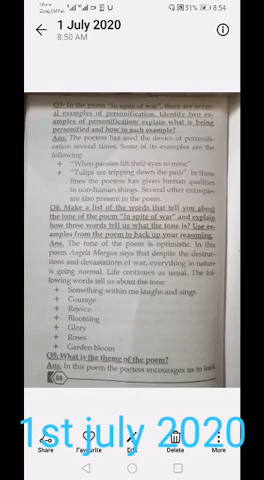 8:54
51%
1 July 2020
8:50 AM
Q3: In the poem "in spite of war", there are sever-
al examples of personification. Identify two ex-
amples of personification; explain what is being
personified and how in each example?
Ans. The poetess has used the device of personifi-
cation several times. Some of its examples are the
following:
+ "When pansies lift their eyes to mine"
+ "Tulips are tripping down the path". In these
lines the poetess has given human qualities
to non-human things. Several other examples
are also present in the poem.
Q4: Make a list of the words that tell you about
the tone of the poem "In spite of war" and explain
how those words tell us what the tone is? Use ex-
amples from the poem to back up your reasoning.
Ans. The tone of the poem is optimistic. In this
poem Angela Morgan says that despite the destruc-
tions and devastations of war, everything in nature
is going normal. Life continues as usual. The fol-
lowing words tell us about the tone:
+ Something within me laughs and sings
+ Courage
+ Rejoice
+ Blooming
+ Glory
+ Roses
+ Garden bloom
Q5: What is the theme of the poem?
Ans. In this poem the poetess encourages us to look
1st july 2020
Share Favourite Edit Delete More